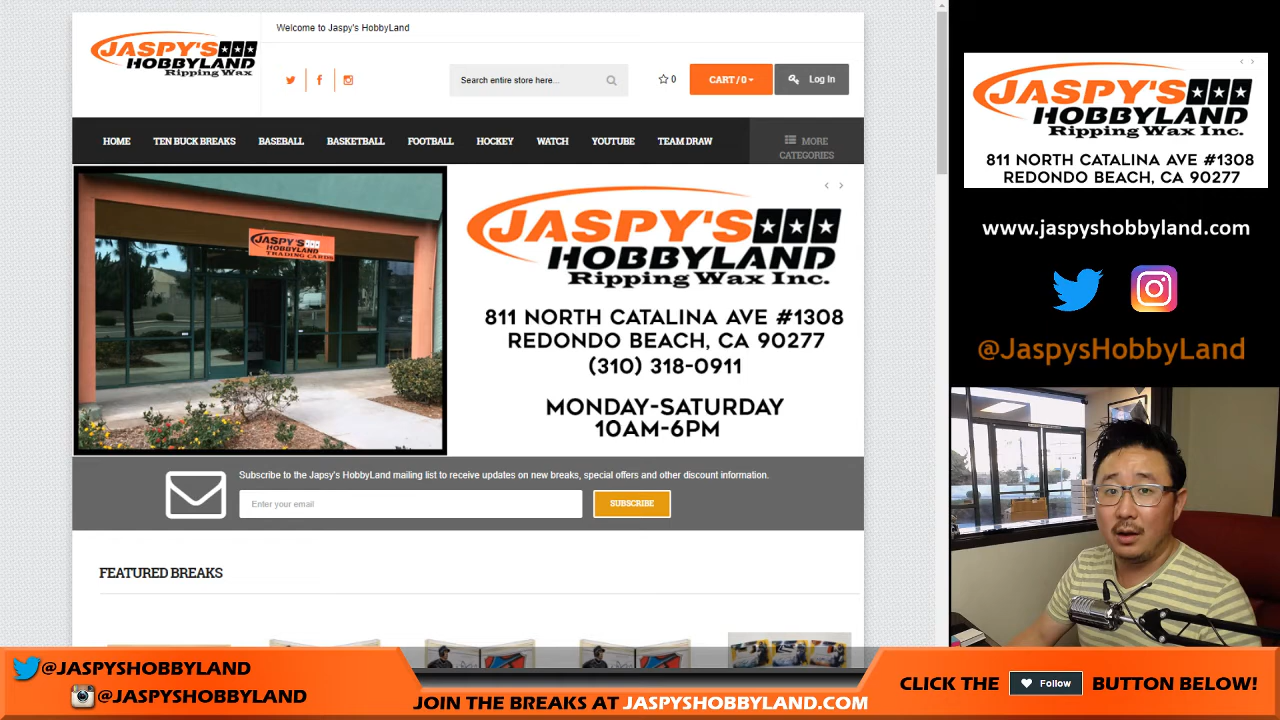 Welcome to Jaspy's HobbyLand
JASPY'S
HOBBYLAND
Ripping Wax
Search entire store here...
0
CART / 0
Log In
HOME
TEN BUCK BREAKS
BASEBALL
BASKETBALL
FOOTBALL
HOCKEY
WATCH
YOUTUBE
TEAM DRAW
MORE
CATEGORIES
JASPY'S
HOBBYLAND
TRADING CARDS
JASPY'S
HOBBYLAND
Ripping Wax Inc.
811 NORTH CATALINA AVE #1308
REDONDO BEACH, CA 90277
(310) 318-0911
MONDAY-SATURDAY
10AM-6PM
Subscribe to the Japsy's HobbyLand mailing list to receive updates on new breaks, special offers and other discount information.
Enter your email
SUBSCRIBE
FEATURED BREAKS
JASPY'S
HOBBYLAND
Ripping Wax Inc.
811 NORTH CATALINA AVE #1308
REDONDO BEACH, CA 90277
www.jaspyshobbyland.com
@JaspysHobbyLand
@JASPYSHOBBYLAND
@JASPYSHOBBYLAND
JOIN THE BREAKS AT JASPYSHOBBYLAND.COM
CLICK THE Follow BUTTON BELOW!